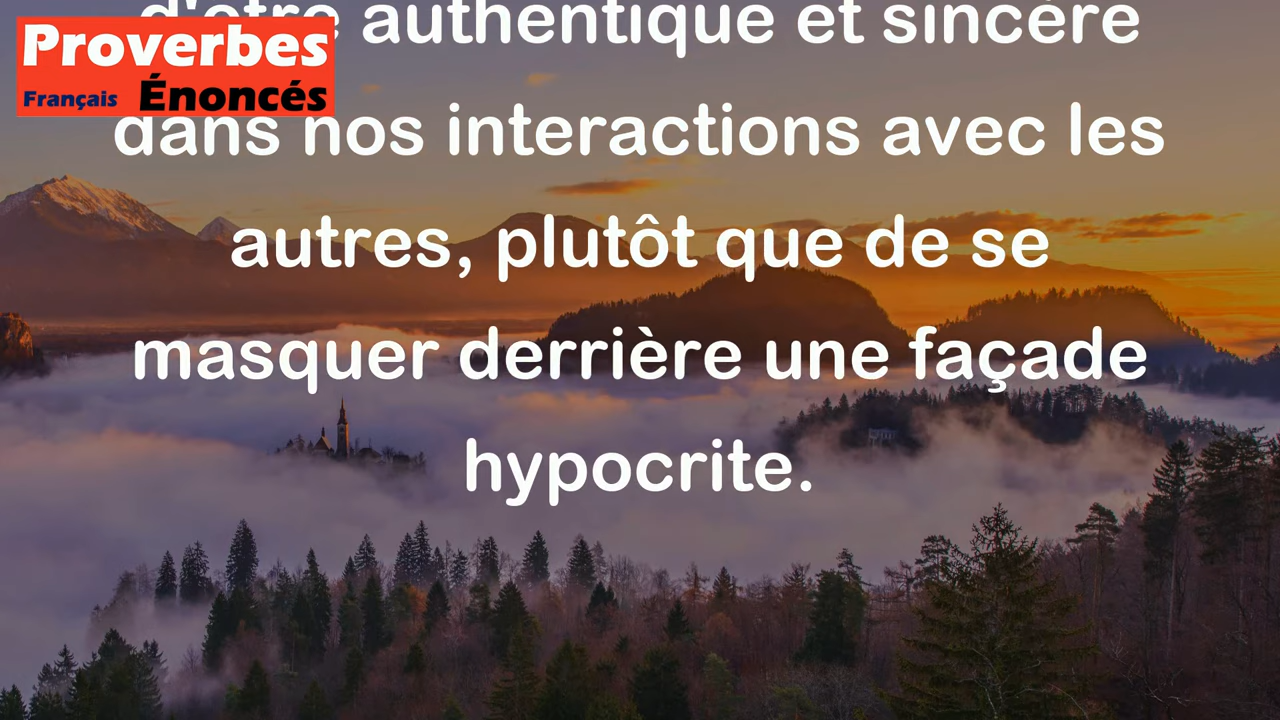 Proverbes
Français Énoncés
d'être authentique et sincère
dans nos interactions avec les
autres, plutôt que de se
masquer derrière une façade
hypocrite.